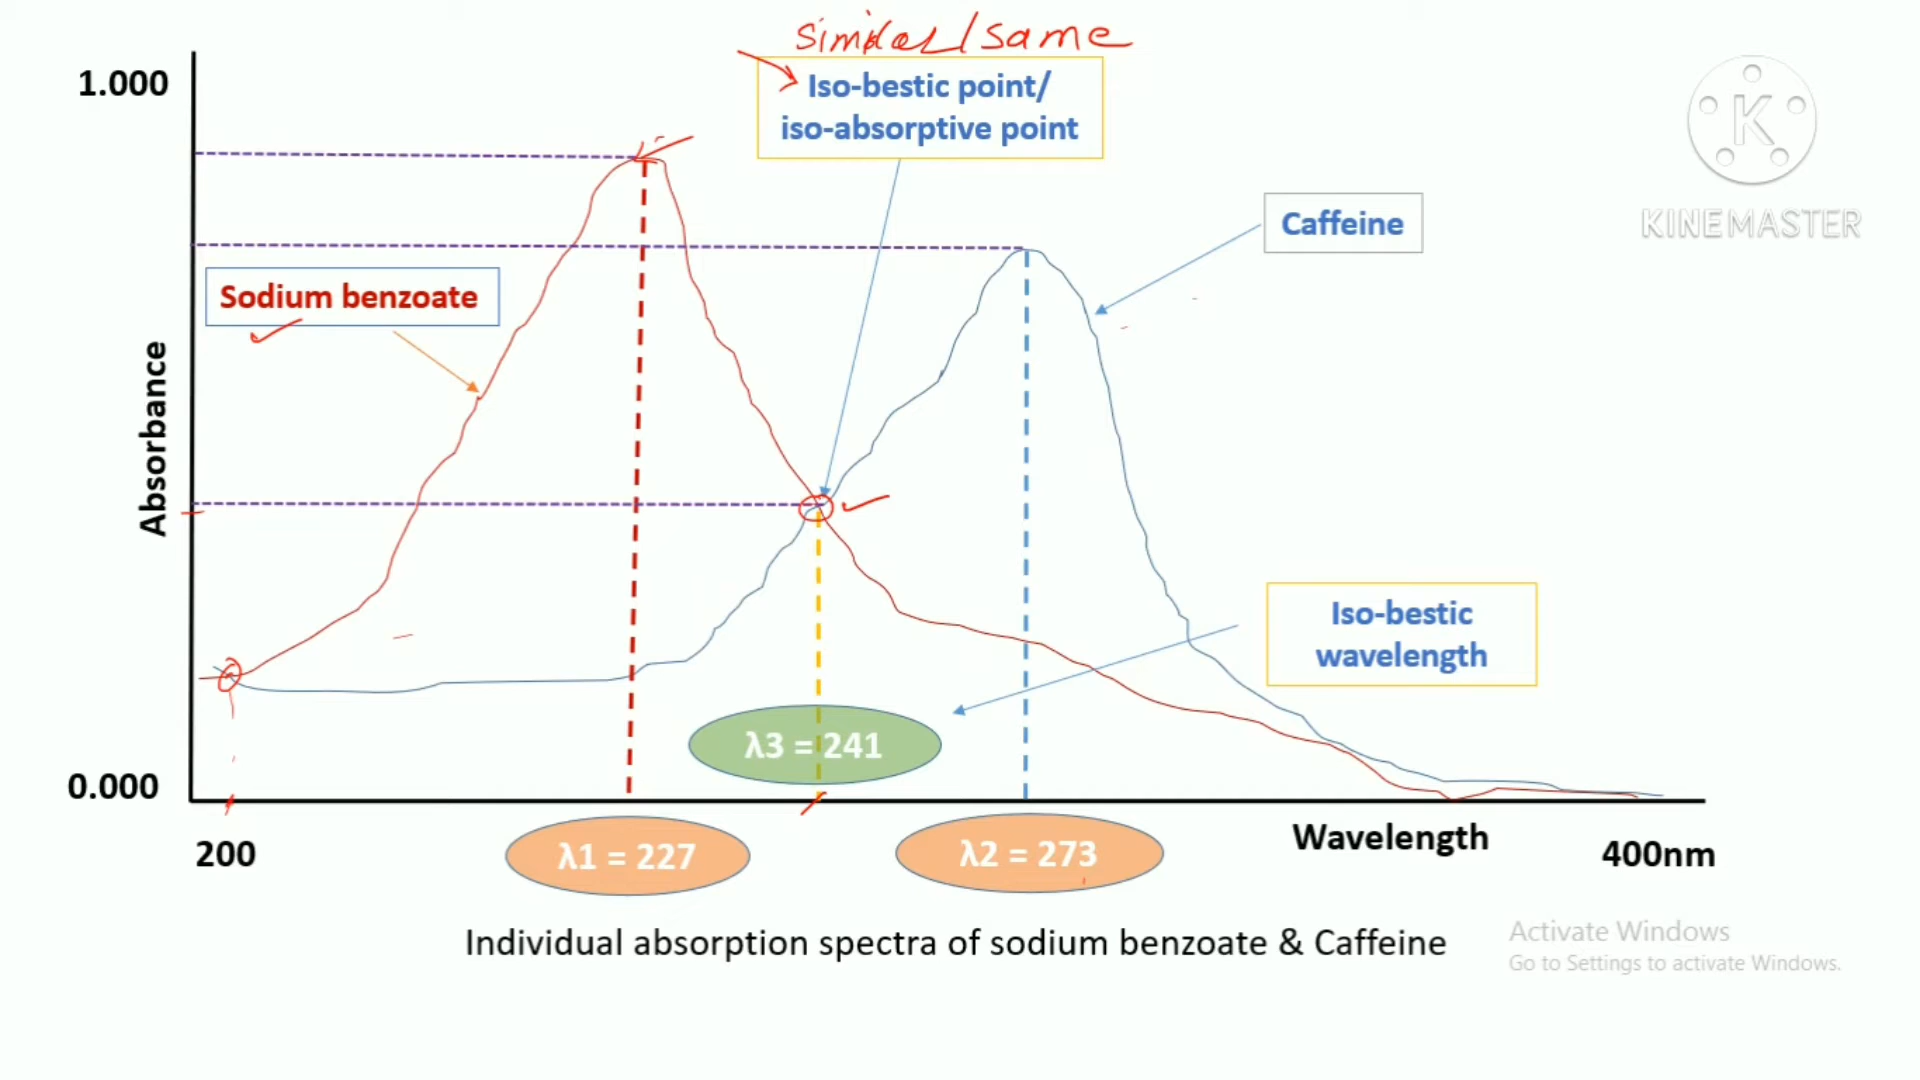 Similar/same
1.000
Iso-bestic point/
iso-absorptive point
K
KINEMASTER
Caffeine
Sodium benzoate
Absorbance
Iso-bestic
wavelength
λ3 = 241
0.000
200
λ1 = 227
λ2 = 273
Wavelength
400nm
Individual absorption spectra of sodium benzoate & Caffeine
Activate Windows
Go to Settings to activate Windows.